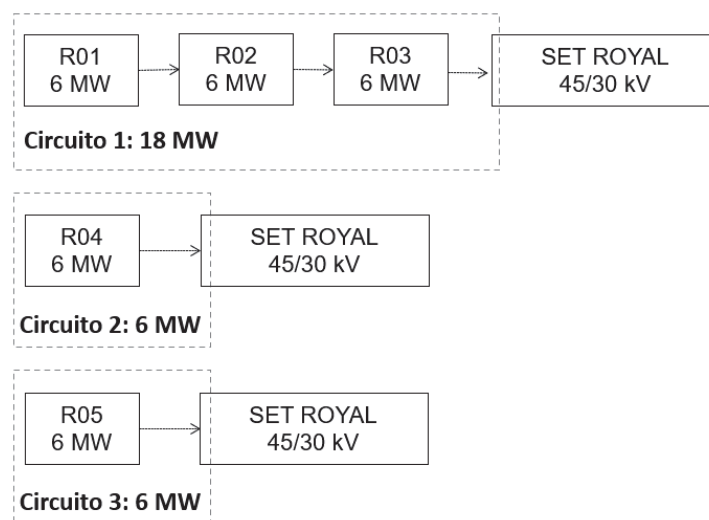 R01
6 MW
R02
6 MW
R03
6 MW
SET ROYAL
45/30 kV
Circuito 1: 18 MW
R04
6 MW
SET ROYAL
45/30 kV
Circuito 2: 6 MW
R05
6 MW
SET ROYAL
45/30 kV
Circuito 3: 6 MW